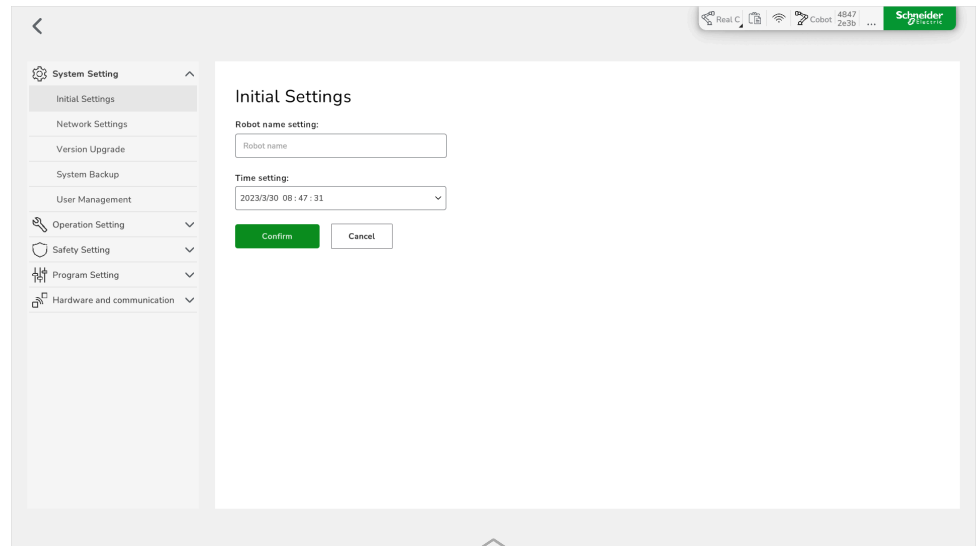 Real C
Cobot
4847
2e3b
...
Schneider
Electric
System Setting
Initial Settings
Network Settings
Version Upgrade
System Backup
User Management
Operation Setting
Safety Setting
Program Setting
Hardware and communication
Initial Settings
Robot name setting:
Robot name
Time setting:
2023/3/30 08 : 47 : 31
Confirm
Cancel